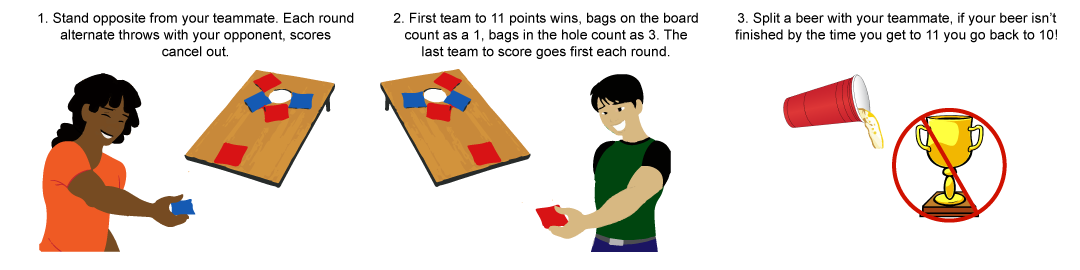 1. Stand opposite from your teammate. Each round
alternate throws with your opponent, scores
cancel out.
2. First team to 11 points wins, bags on the board
count as a 1, bags in the hole count as 3. The
last team to score goes first each round.
3. Split a beer with your teammate, if your beer isn't
finished by the time you get to 11 you go back to 10!